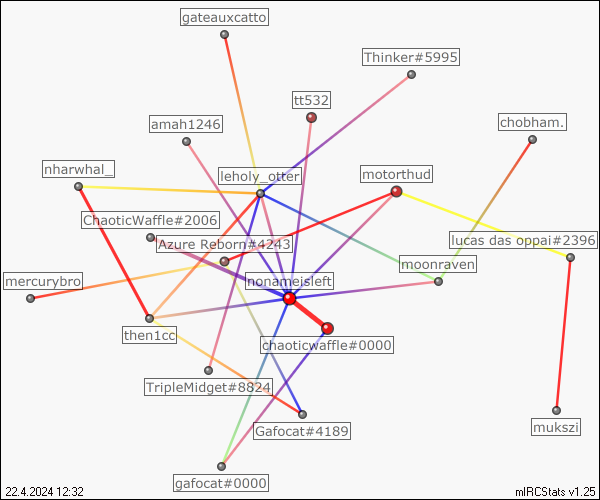 gateauxcatto
Thinker#5995
tt532
amah1246
chobham.
nharwhal_
leholy_otter
motorthud
ChaoticWaffle#2006
Azure Reborn#4243
lucas das oppai#2396
moonraven
mercurybro
nonameisleft
then1cc
chaoticwaffle#0000
TripleMidget#8824
Gafocat#4189
mukszi
gafocat#0000
22.4.2024 12:32
mIRCStats v1.25